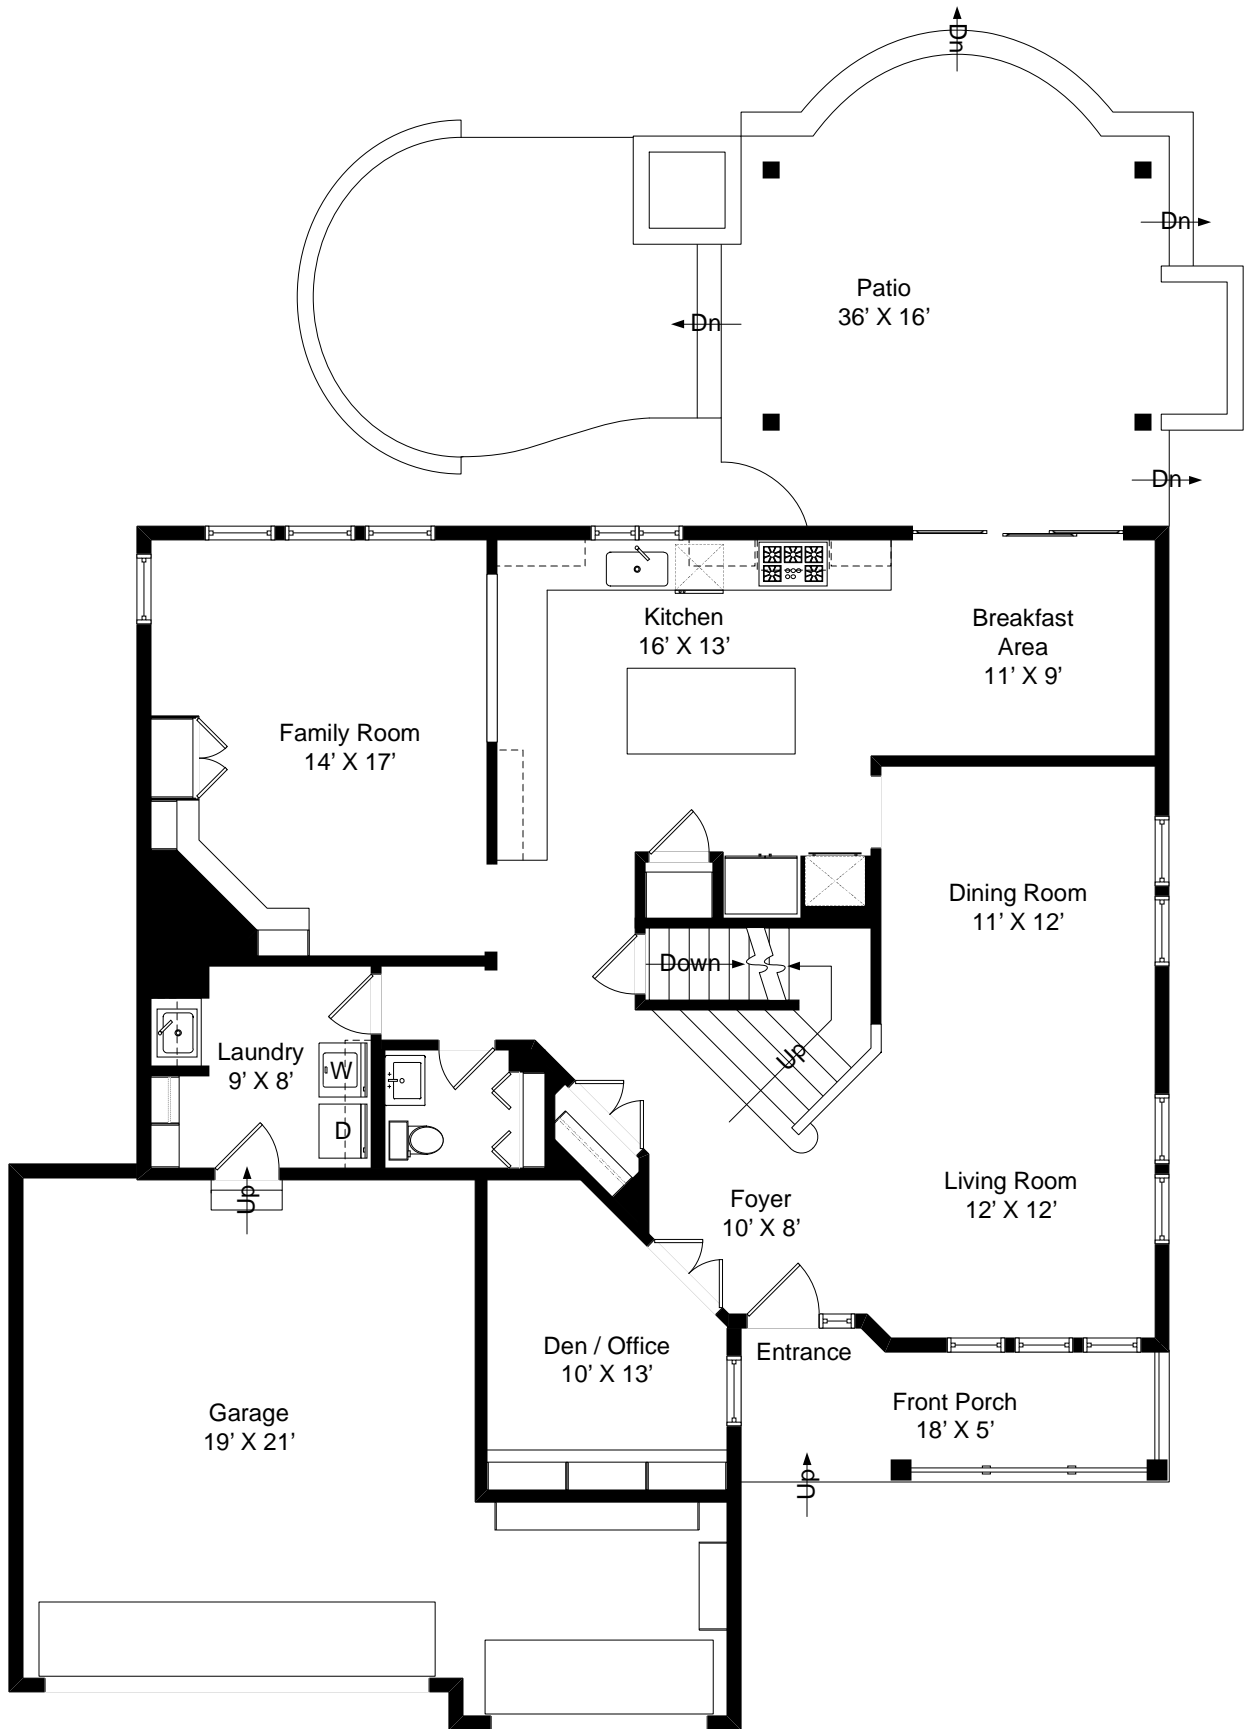 Dn
Dn
Patio
36’ X 16’
Dn
Dn
Kitchen
16’ X 13’
Breakfast
Area
11’ X 9’
Family Room
14’ X 17’
Dining Room
11’ X 12’
Down
Up
Laundry
9’ X 8’
W
D
Up
Foyer
10’ X 8’
Living Room
12’ X 12’
Den / Office
10’ X 13’
Entrance
Front Porch
18’ X 5’
Garage
19’ X 21’
Up